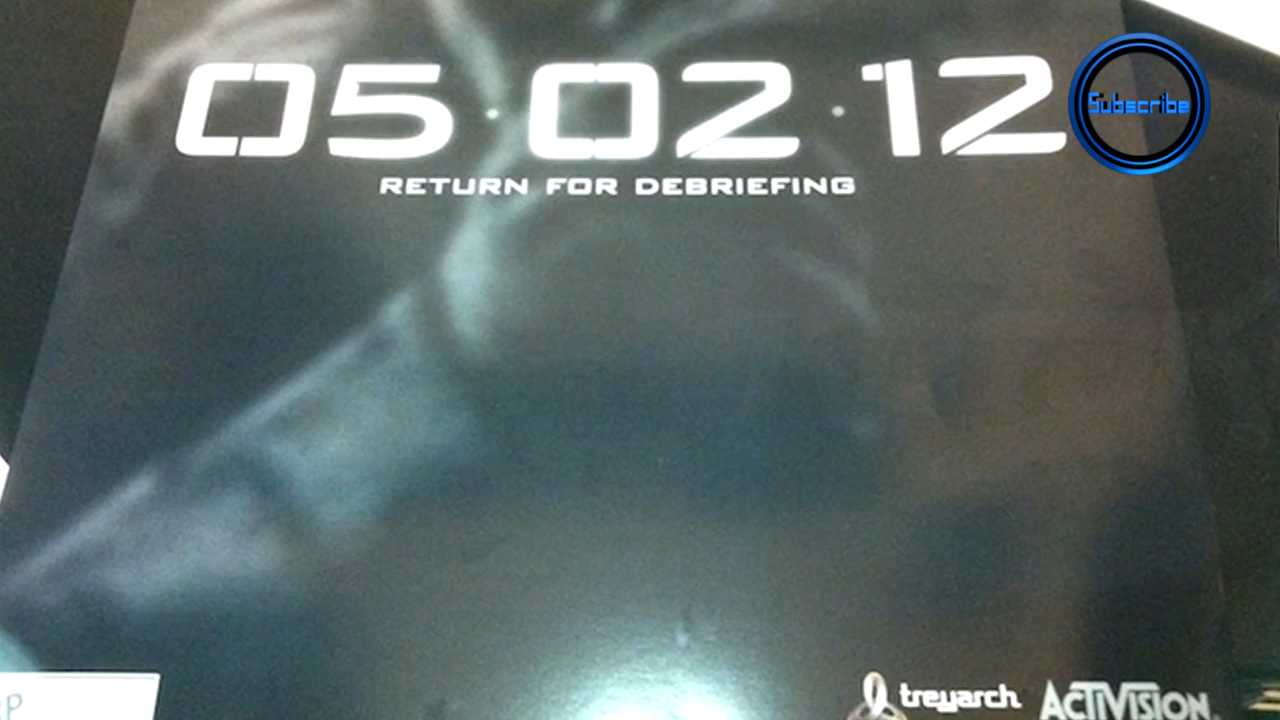 05·02·12
Subscribe
RETURN FOR DEBRIEFING
treyarch
ACTIVISION